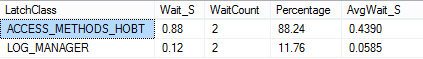 LatchClass Wait_S WaitCount Percentage AvgWait_S
ACCESS_METHODS_HOBT 0.88 2 88.24 0.4390
LOG_MANAGER 0.12 2 11.76 0.0585